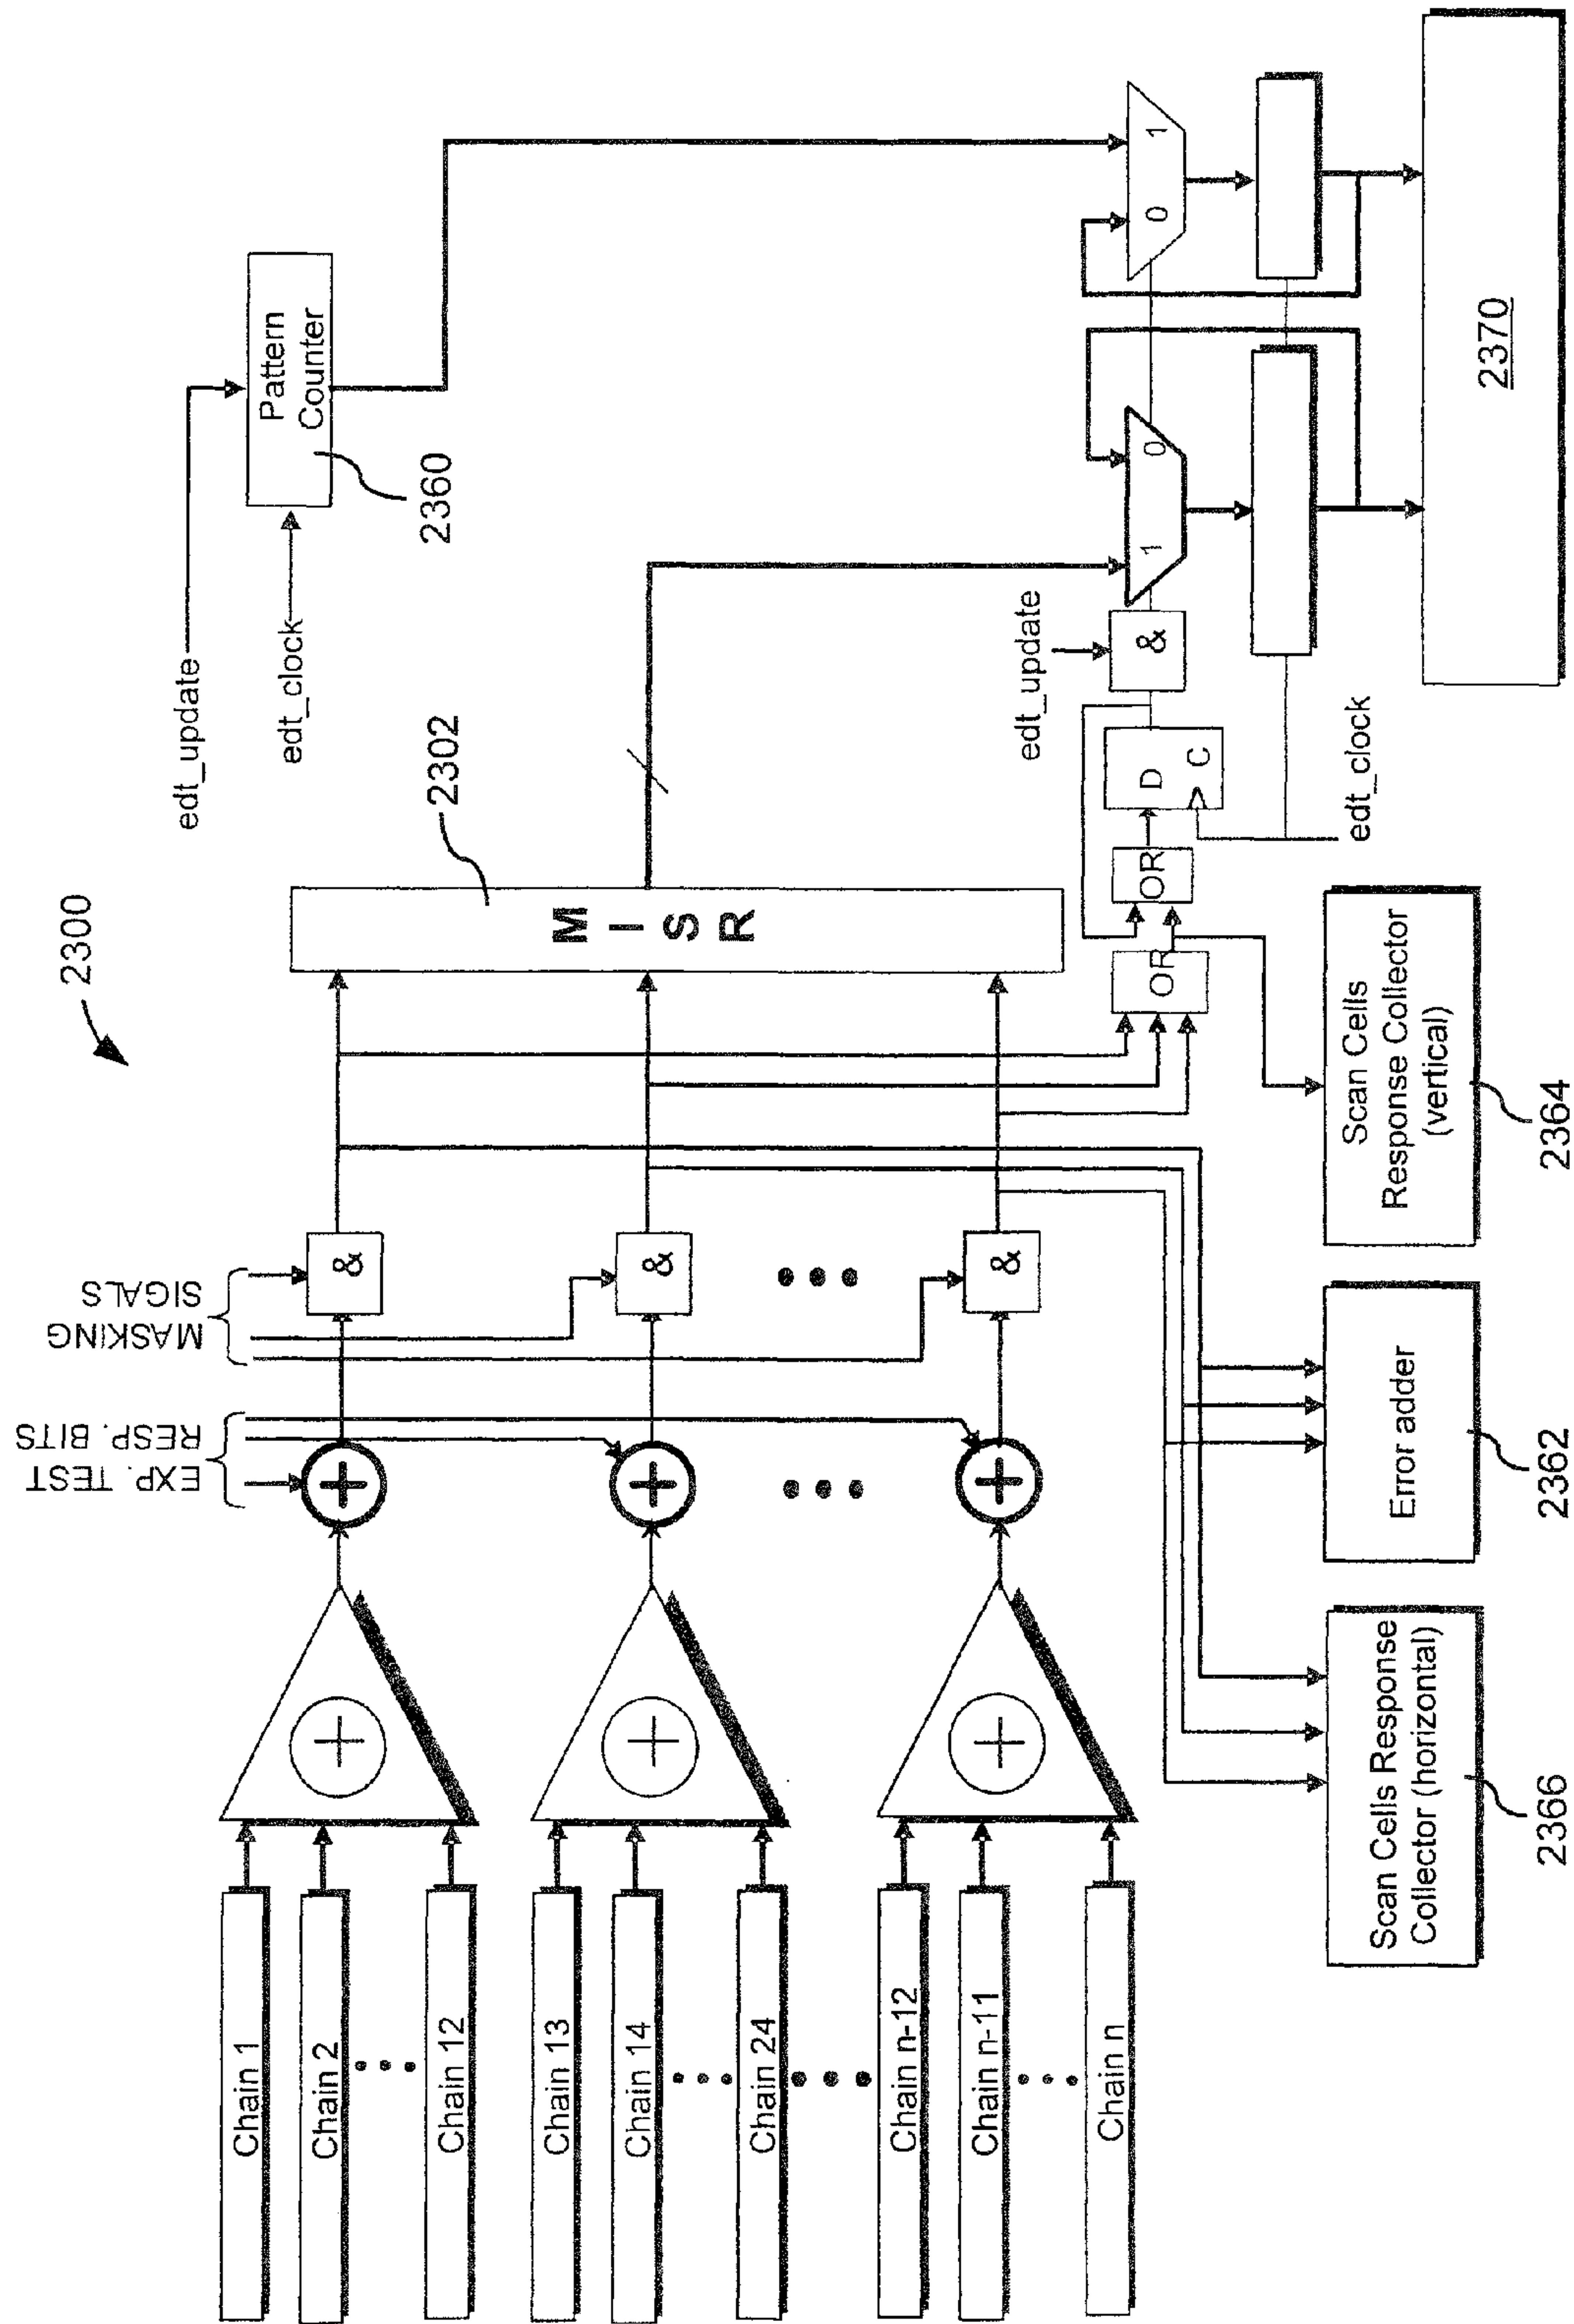 2300
edt_update
edt_clock
Pattern
Counter
2360
2302
M
I
S
R
Chain 1
Chain 2
Chain 12
Chain 13
Chain 14
Chain 24
Chain n-12
Chain n-11
Chain n
EXP. TEST
RESP. BITS
MASKING
SIGALS
&
&
&
OR
OR
D
C
edt_update
&
edt_clock
1
0
0
1
2370
Scan Cells Response
Collector (horizontal)
2366
Error adder
2362
Scan Cells
Response Collector
(vertical)
2364